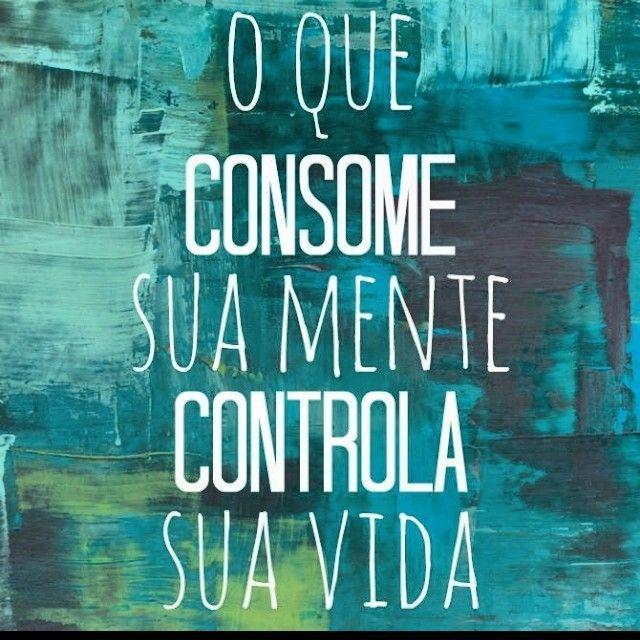 O QUE
CONSOME
SUA MENTE
CONTROLA
SUA VIDA